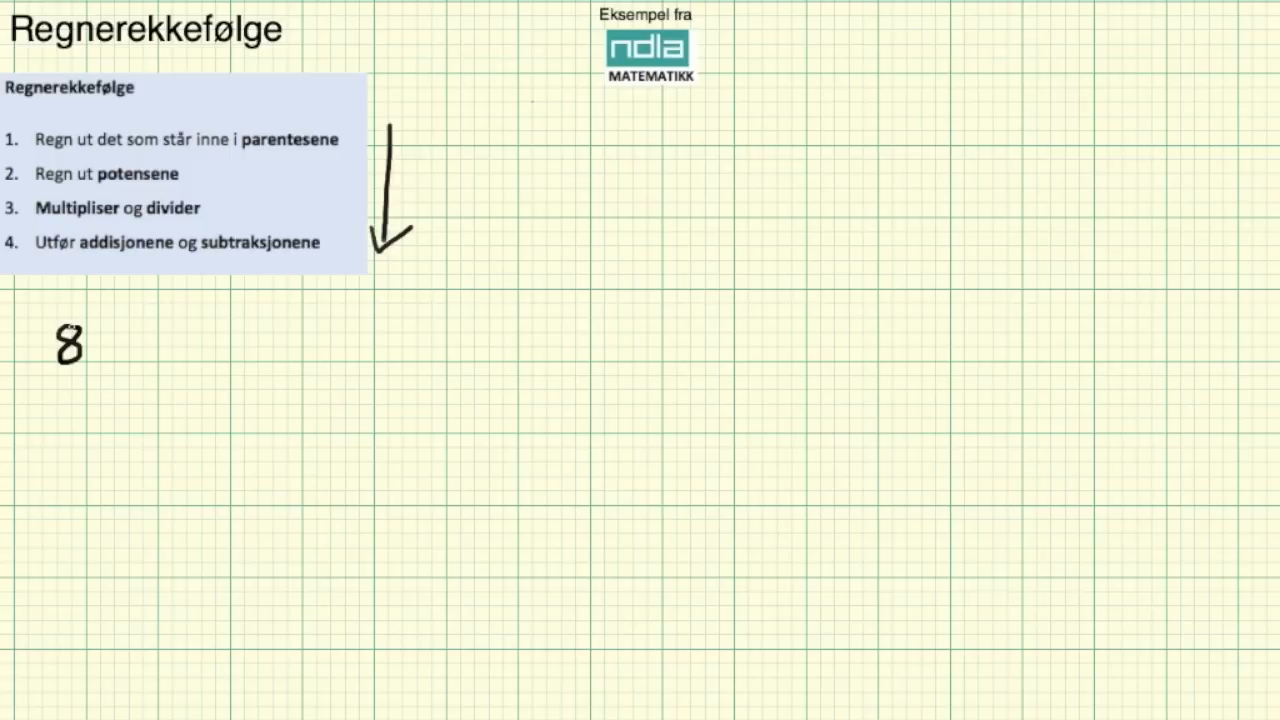 Regnerekkefølge
Eksempel fra
ndla
MATEMATIKK
Regnerekkefølge
1. Regn ut det som står inne i parentesene
2. Regn ut potensene
3. Multipliser og divider
4. Utfør addisjonene og subtraksjonene
8